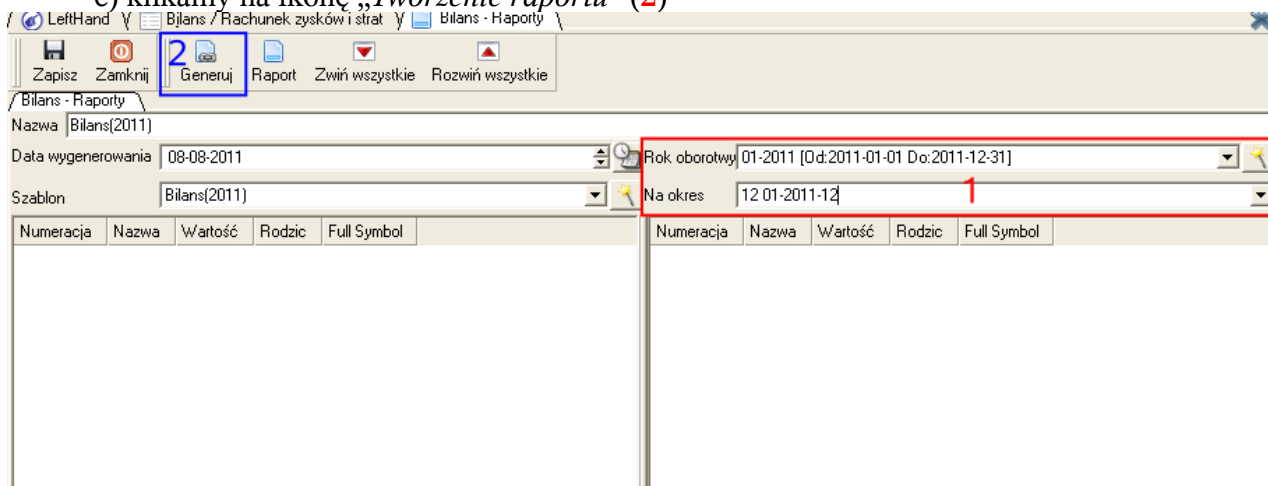 c) klikamy na ikonę „Tworzenie raportu” (2)
LeftHand Bilans / Rachunek zysków i strat Bilans - Raporty
2
Zapisz Zamknij Generuj Raport Zwiń wszystkie Rozwiń wszystkie
Bilans - Raporty
Nazwa Bilans(2011)
Data wygenerowania 08-08-2011 Rok oborotwy 01-2011 [Od:2011-01-01 Do:2011-12-31]
Szablon Bilans(2011) Na okres 12 01-2011-12 1
Numeracja Nazwa Wartość Rodzic Full Symbol Numeracja Nazwa Wartość Rodzic Full Symbol